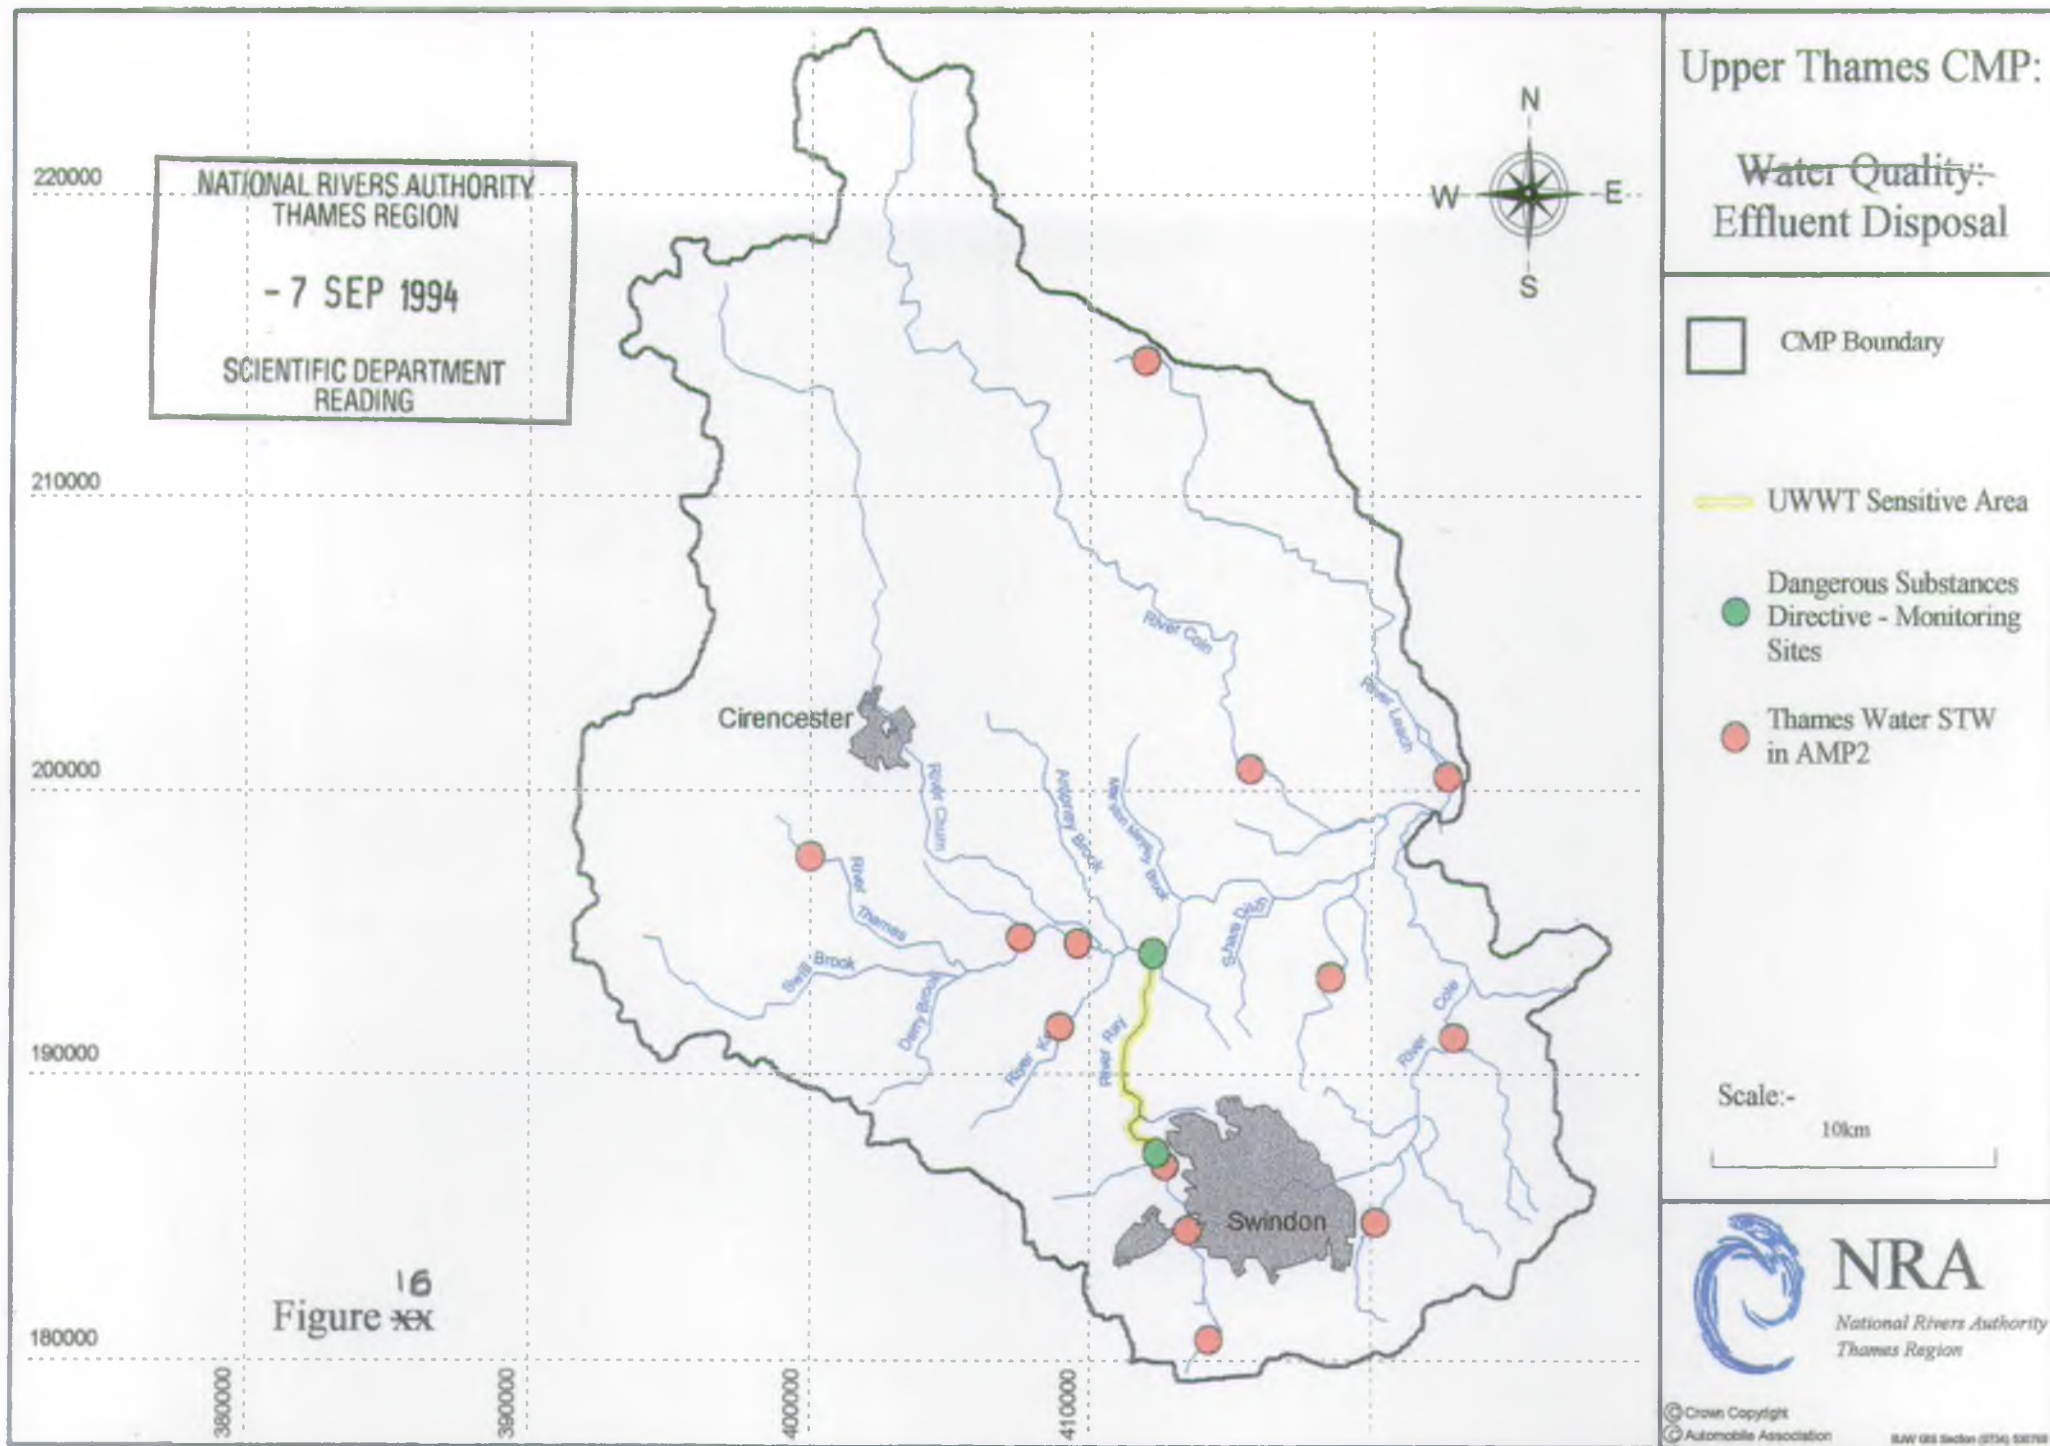 Upper Thames CMP:
Water Quality:
Effluent Disposal
NATIONAL RIVERS AUTHORITY
THAMES REGION
- 7 SEP 1994
SCIENTIFIC DEPARTMENT
READING
N
W
E
S
220000
210000
200000
190000
180000
380000
390000
400000
410000
Cirencester
Swindon
River Coln
River Leach
River Churn
Ampney Brook
Marston Meysey Brook
River Thames
Swill Brook
Derry Brook
River Key
River Ray
Share Ditch
River Cole
Figure xx
16
CMP Boundary
UWWT Sensitive Area
Dangerous Substances
Directive - Monitoring
Sites
Thames Water STW
in AMP2
Scale:-
10km
NRA
National Rivers Authority
Thames Region
© Crown Copyright
© Automobile Association